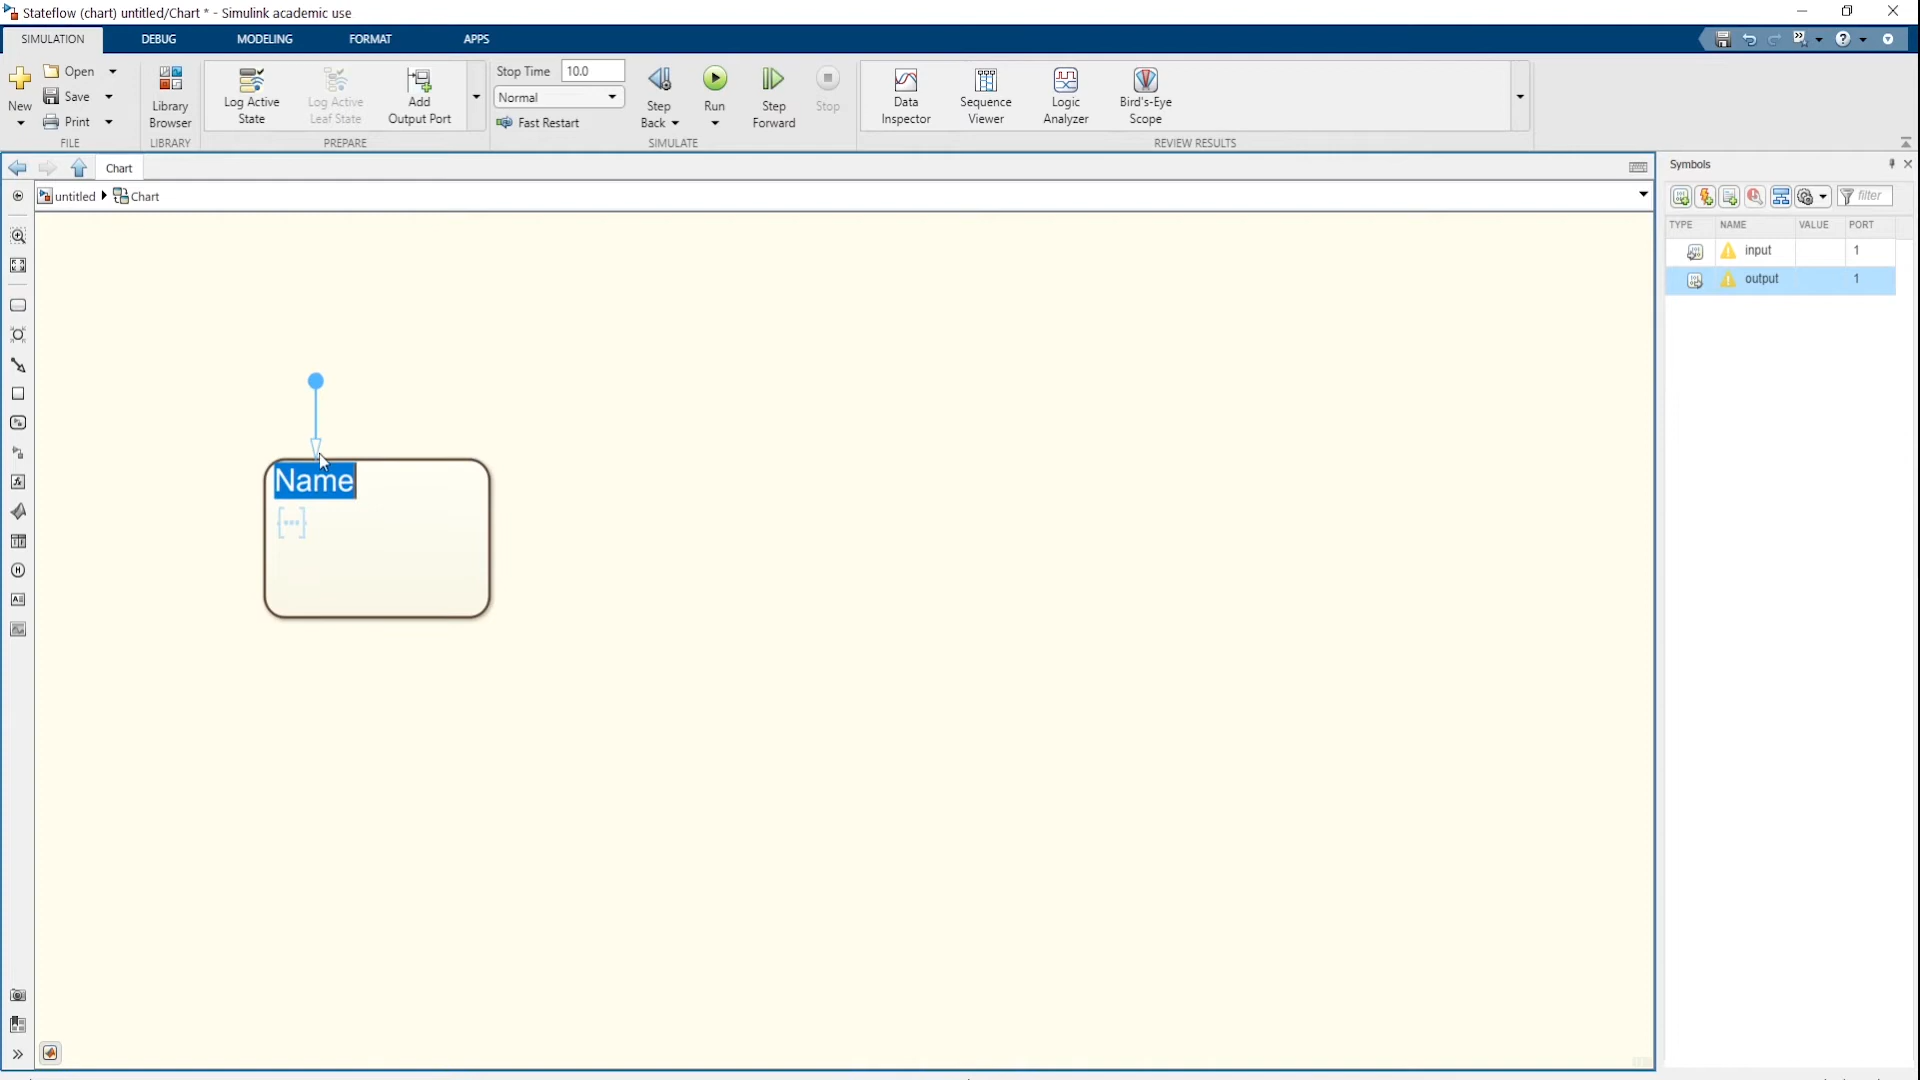 Stateflow (chart) untitled/Chart * - Simulink academic use
SIMULATION DEBUG MODELING FORMAT APPS
New
Open
Save
Print
FILE
Library
Browser
LIBRARY
Log Active
State
Log Active
Leaf State
Add
Output Port
PREPARE
Stop Time 10.0
Normal
Fast Restart
Step
Back
Run
Step
Forward
Stop
SIMULATE
Data
Inspector
Sequence
Viewer
Logic
Analyzer
Bird's-Eye
Scope
REVIEW RESULTS
Chart
untitled Chart
Name
[...]
Symbols
filter
TYPE NAME VALUE PORT
input 1
output 1